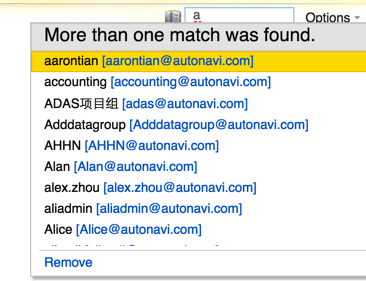 a
Options
More than one match was found.
aarontian [aarontian@autonavi.com]
accounting [accounting@autonavi.com]
ADAS项目组 [adas@autonavi.com]
Adddatagroup [Adddatagroup@autonavi.com]
AHHN [AHHN@autonavi.com]
Alan [Alan@autonavi.com]
alex.zhou [alex.zhou@autonavi.com]
aliadmin [aliadmin@autonavi.com]
Alice [Alice@autonavi.com]
Remove